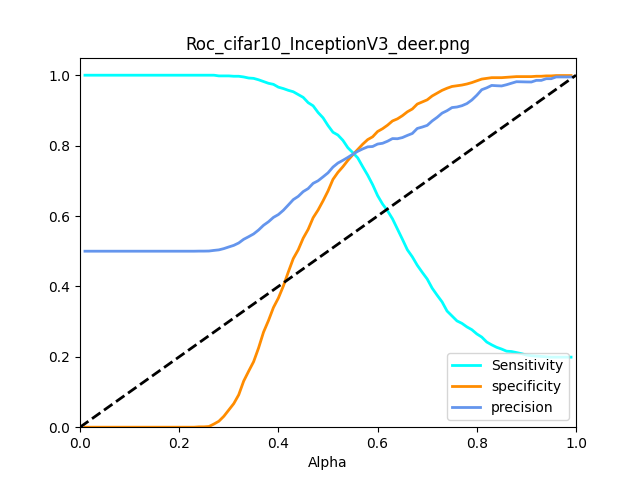 Roc_cifar10_InceptionV3_deer.png
1.0
0.8
0.6
0.4
0.2
0.0
Sensitivity
specificity
precision
0.0 0.2 0.4 0.6 0.8 1.0
Alpha